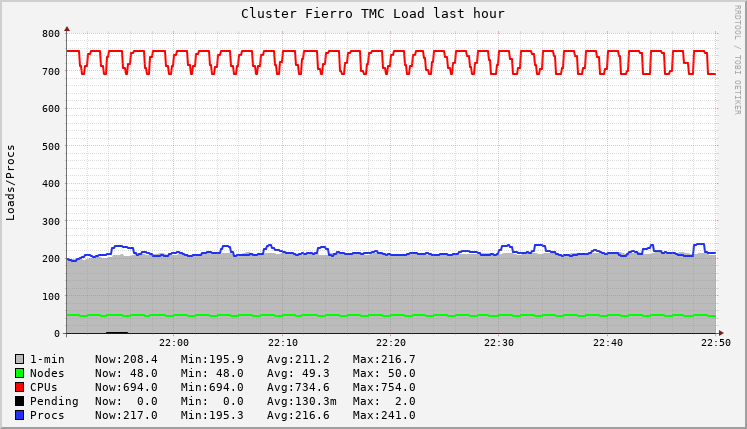 Cluster Fierro TMC Load last hour
RRDTOOL / TOBI OETIKER
Loads/Procs
800
700
600
500
400
300
200
100
0
22:00 22:10 22:20 22:30 22:40 22:50
1-min Now:208.4 Min:195.9 Avg:211.2 Max:216.7
Nodes Now: 48.0 Min: 48.0 Avg: 49.3 Max: 50.0
CPUs Now:694.0 Min:694.0 Avg:734.6 Max:754.0
Pending Now: 0.0 Min: 0.0 Avg:130.3m Max: 2.0
Procs Now:217.0 Min:195.3 Avg:216.6 Max:241.0